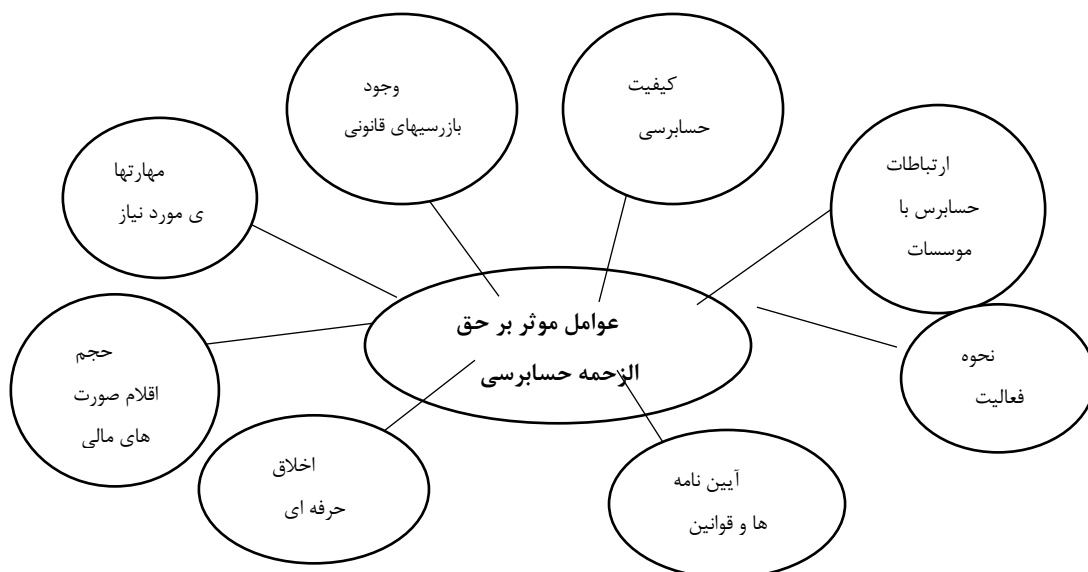 وجود
بازرسیهای قانونی
کیفیت
حسابرسی
ارتباطات
حسابرس با
موسسات
مهارتها
ی مورد نیاز
عوامل موثر بر حق
الزحمه حسابرسی
نحوه
فعالیت
حجم
اقلام صورت
های مالی
اخلاق
حرفه ای
آیین نامه
ها و قوانین